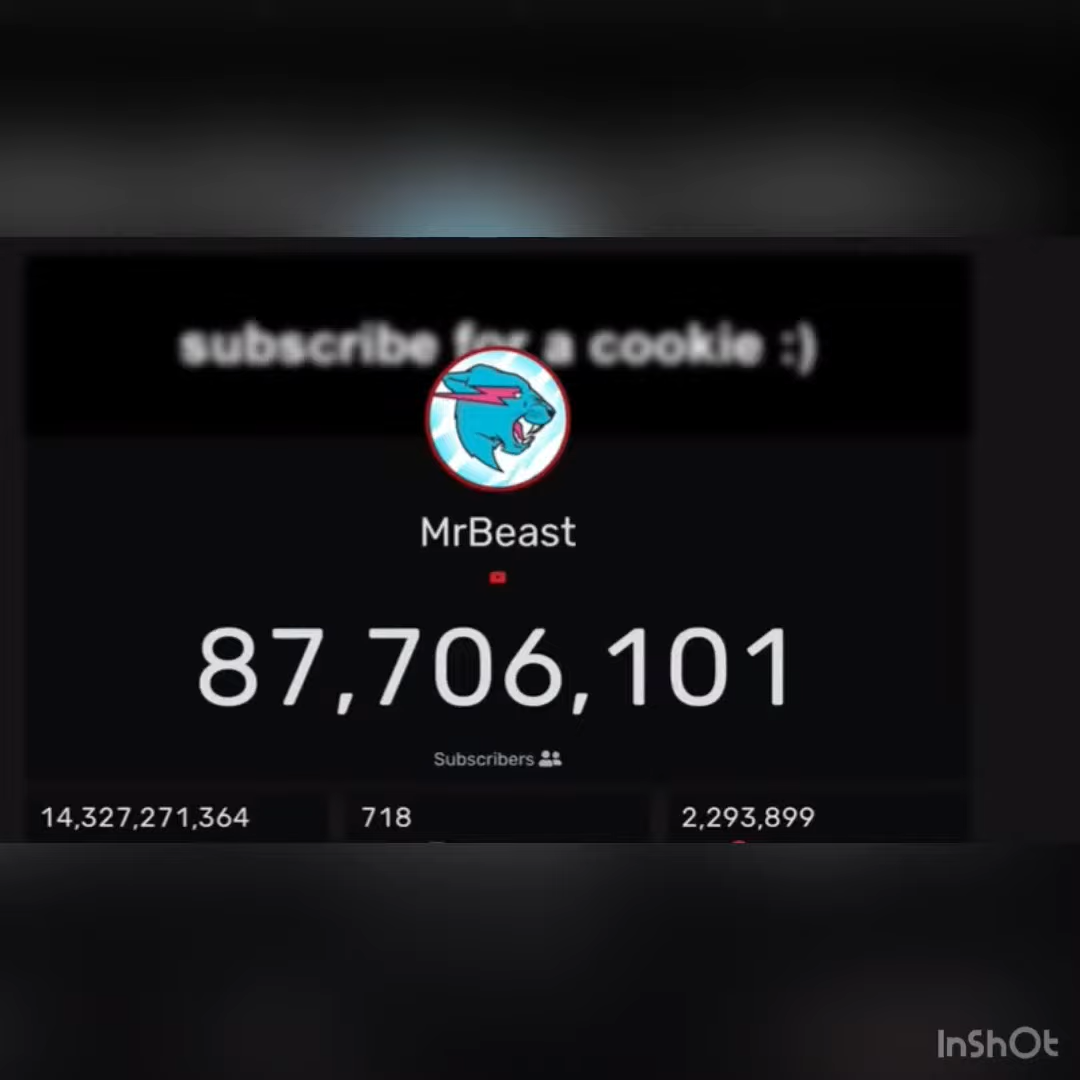 subscribe for a cookie :)
MrBeast
87,706,101
Subscribers
14,327,271,364 718 2,293,899
InShOt